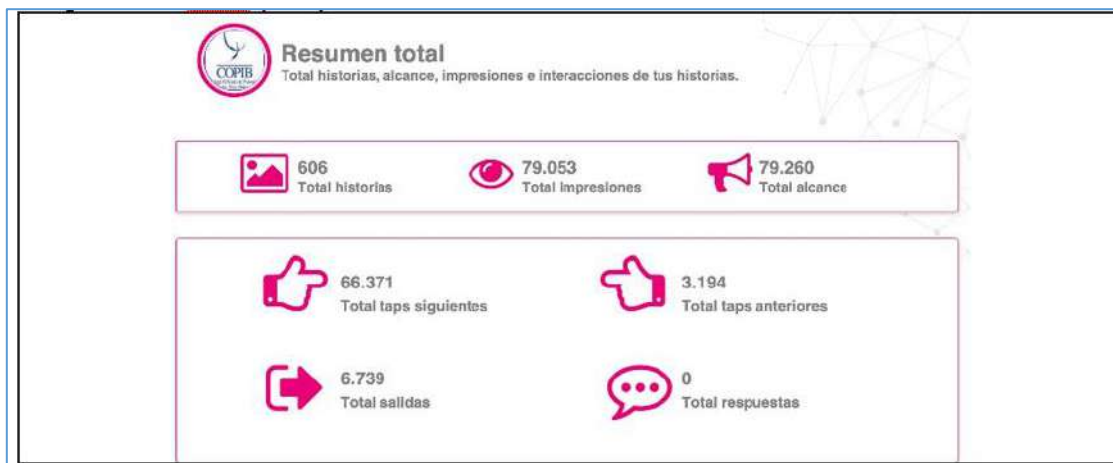 COPIB
Resumen total
Total historias, alcance, impresiones e interacciones de tus historias.
606
Total historias
79.053
Total Impresiones
79.260
Total alcance
66.371
Total taps siguientes
3.194
Total taps anteriores
6.739
Total salidas
0
Total respuestas